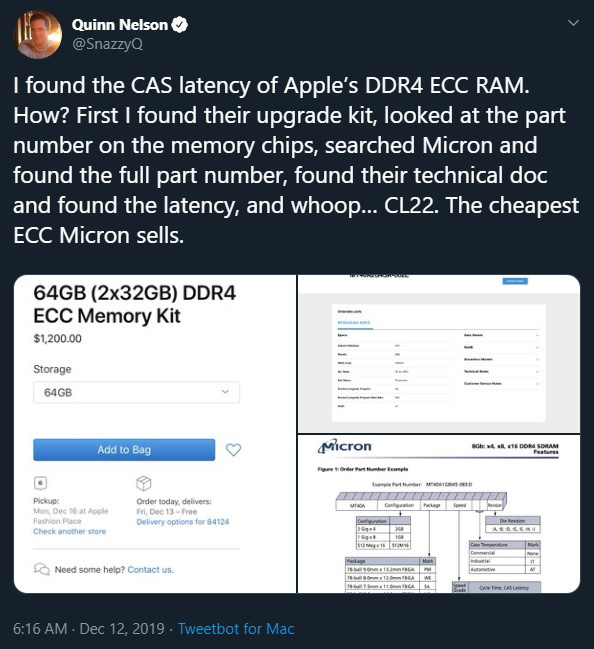 Quinn Nelson
@SnazzyQ
I found the CAS latency of Apple’s DDR4 ECC RAM.
How? First I found their upgrade kit, looked at the part
number on the memory chips, searched Micron and
found the full part number, found their technical doc
and found the latency, and whoop... CL22. The cheapest
ECC Micron sells.
64GB (2x32GB) DDR4
ECC Memory Kit
$1,200.00
Storage
64GB
Add to Bag
Pickup:
Mon, Dec 16 at Apple
Fashion Place
Check another store
Order today, delivers:
Fri, Dec 13 – Free
Delivery options for 84124
Need some help? Contact us.
Micron
8Gb: x4, x8, x16 DDR4 SDRAM
Features
Figure 1: Order Part Number Example
Example Part Number:
MT40A
Configuration
Package
Speed
Revision
Configuration
2 Gig x 4
2G8
1 Gig x 8
1G8
512 Meg x 16
512M16
Die Revision
Case Temperature
Mark
Commercial
None
Industrial
IT
Automotive
AT
Package
Mark
78-ball 9.0mm x 13.2mm FBGA
PM
78-ball 8.0mm x 12.0mm FBGA
WE
78-ball 7.5mm x 11.0mm FBGA
SA
Speed
Grade
Cycle Time, CAS Latency
6:16 AM · Dec 12, 2019 · Tweetbot for Mac